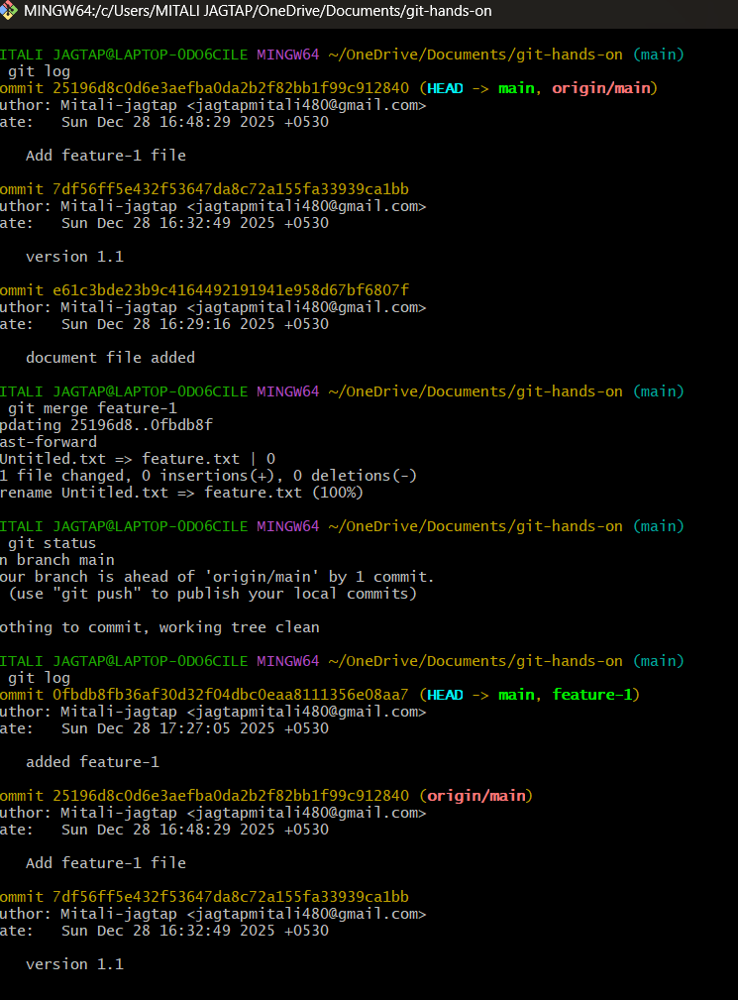 MINGW64:/c/Users/MITALI JAGTAP/OneDrive/Documents/git-hands-on
ITALI JAGTAP@LAPTOP-0DO6CILE MINGW64 ~/OneDrive/Documents/git-hands-on (main)
git log
ommit 25196d8c0d6e3aefba0da2b2f82bb1f99c912840 (HEAD -> main, origin/main)
uthor: Mitali-jagtap <jagtapmitali480@gmail.com>
ate:   Sun Dec 28 16:48:29 2025 +0530
Add feature-1 file
ommit 7df56ff5e432f53647da8c72a155fa33939ca1bb
uthor: Mitali-jagtap <jagtapmitali480@gmail.com>
ate:   Sun Dec 28 16:32:49 2025 +0530
version 1.1
ommit e61c3bde23b9c4164492191941e958d67bf6807f
uthor: Mitali-jagtap <jagtapmitali480@gmail.com>
ate:   Sun Dec 28 16:29:16 2025 +0530
document file added
ITALI JAGTAP@LAPTOP-0DO6CILE MINGW64 ~/OneDrive/Documents/git-hands-on (main)
git merge feature-1
pdating 25196d8..0fbdb8f
ast-forward
Untitled.txt => feature.txt | 0
1 file changed, 0 insertions(+), 0 deletions(-)
rename Untitled.txt => feature.txt (100%)
ITALI JAGTAP@LAPTOP-0DO6CILE MINGW64 ~/OneDrive/Documents/git-hands-on (main)
git status
n branch main
our branch is ahead of 'origin/main' by 1 commit.
(use "git push" to publish your local commits)
othing to commit, working tree clean
ITALI JAGTAP@LAPTOP-0DO6CILE MINGW64 ~/OneDrive/Documents/git-hands-on (main)
git log
ommit 0fbdb8fb36af30d32f04dbc0eaa8111356e08aa7 (HEAD -> main, feature-1)
uthor: Mitali-jagtap <jagtapmitali480@gmail.com>
ate:   Sun Dec 28 17:27:05 2025 +0530
added feature-1
ommit 25196d8c0d6e3aefba0da2b2f82bb1f99c912840 (origin/main)
uthor: Mitali-jagtap <jagtapmitali480@gmail.com>
ate:   Sun Dec 28 16:48:29 2025 +0530
Add feature-1 file
ommit 7df56ff5e432f53647da8c72a155fa33939ca1bb
uthor: Mitali-jagtap <jagtapmitali480@gmail.com>
ate:   Sun Dec 28 16:32:49 2025 +0530
version 1.1